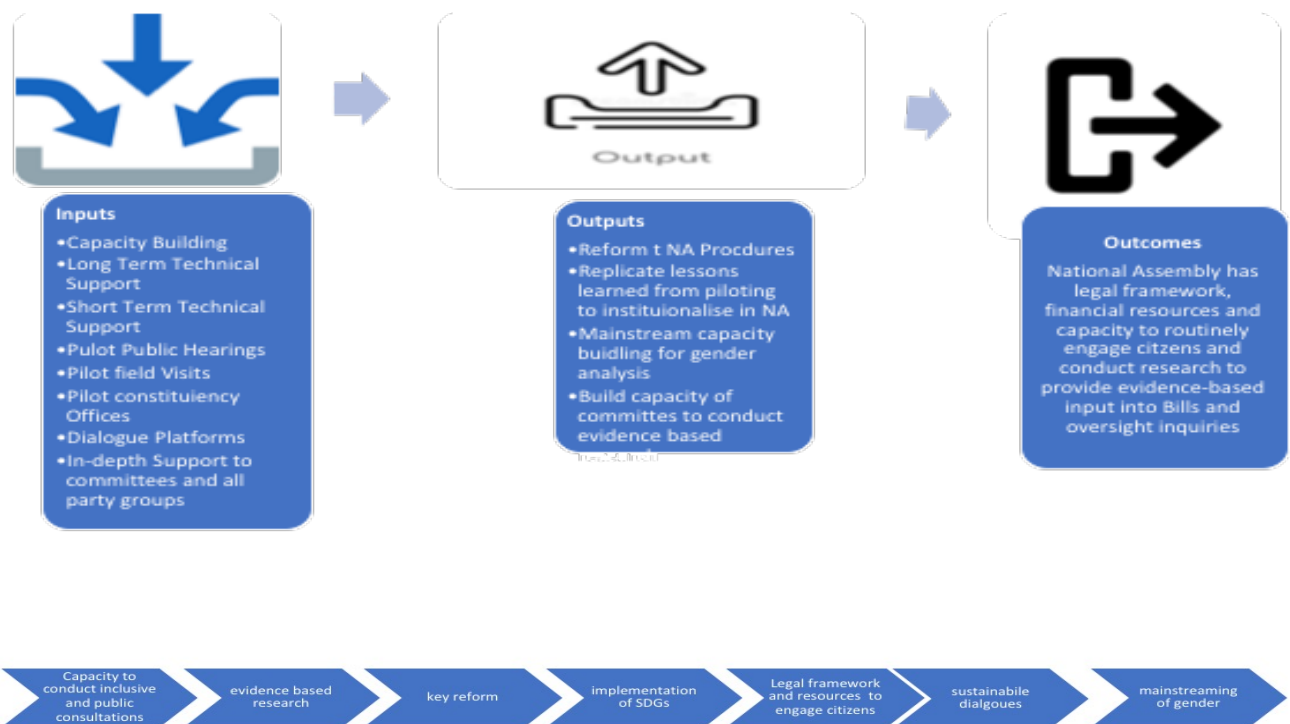 Output
Inputs
•Capacity Building
•Long Term Technical
Support
•Short Term Technical
Support
•Pulot Public Hearings
•Pilot field Visits
•Pilot constituiency
Offices
•Dialogue Platforms
•In-depth Support to
committees and all
party groups
Outputs
•Reform t NA Procdures
•Replicate lessons
learned from piloting
to instituionalise in NA
•Mainstream capacity
buidling for gender
analysis
•Build capacity of
committes to conduct
evidence based
Outcomes
National Assembly has
legal framework,
financial resources and
capacity to routinely
engage citzens and
conduct research to
provide evidence-based
input into Bills and
oversight inquiries
Capacity to
conduct inclusive
and public
consultations
evidence based
research
key reform
implementation
of SDGs
Legal framework
and resources to
engage citizens
sustainabile
dialgoues
mainstreaming
of gender